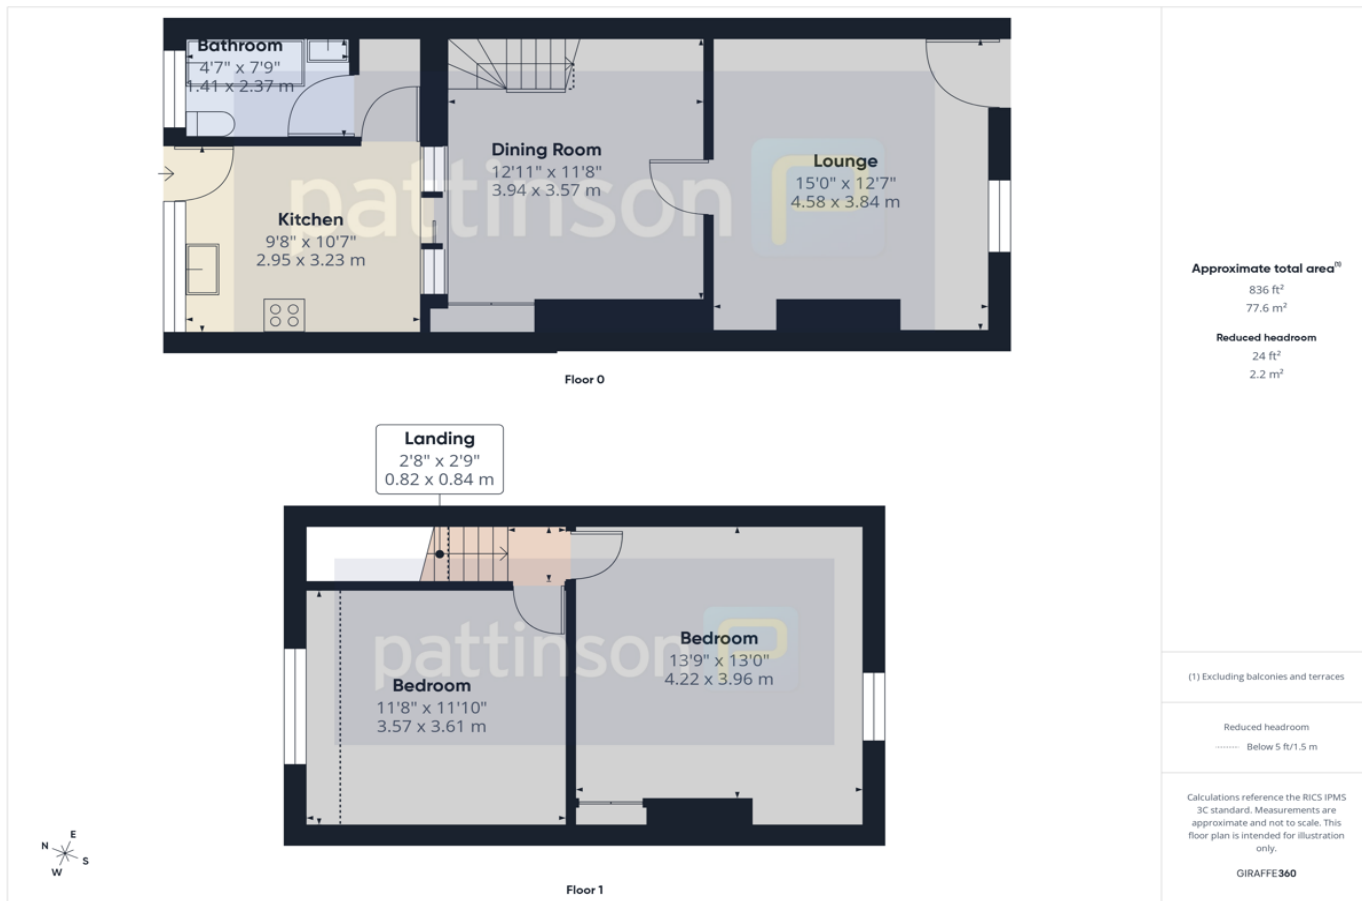 Bathroom
4'7" x 7'9"
1.41 x 2.37 m
Dining Room
12'11" x 11'8"
3.94 x 3.57 m
Lounge
15'0" x 12'7"
4.58 x 3.84 m
Kitchen
9'8" x 10'7"
2.95 x 3.23 m
pattinson
Floor 0
Landing
2'8" x 2'9"
0.82 x 0.84 m
Bedroom
11'8" x 11'10"
3.57 x 3.61 m
Bedroom
13'9" x 13'0"
4.22 x 3.96 m
pattinson
Floor 1
N
E
S
W
Approximate total area(1)
836 ft²
77.6 m²
Reduced headroom
24 ft²
2.2 m²
(1) Excluding balconies and terraces
Reduced headroom
Below 5 ft/1.5 m
Calculations reference the RICS IPMS
3C standard. Measurements are
approximate and not to scale. This
floor plan is intended for illustration
only.
GIRAFFE360